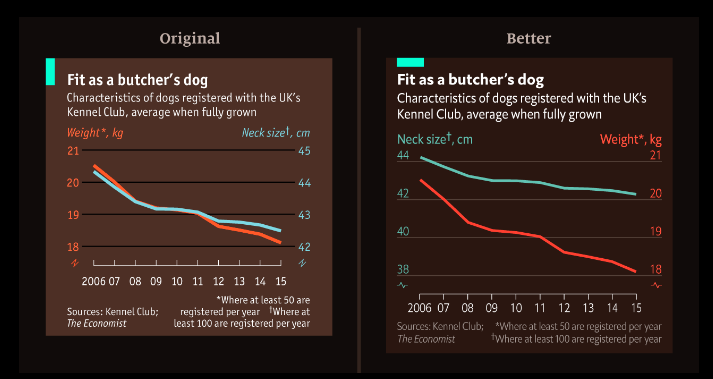 Original
Fit as a butcher's dog
Characteristics of dogs registered with the UK's
Kennel Club, average when fully grown
Weight*, kg
Neck size†, cm
21
20
19
18
45
44
43
42
2006 07 08 09 10 11 12 13 14 15
Sources: Kennel Club;
The Economist
*Where at least 50 are
registered per year †Where at
least 100 are registered per year
Better
Fit as a butcher's dog
Characteristics of dogs registered with the UK's
Kennel Club, average when fully grown
Neck size†, cm
Weight*, kg
44
42
40
38
21
20
19
18
2006 07 08 09 10 11 12 13 14 15
Sources: Kennel Club;
The Economist
*Where at least 50 are registered per year
†Where at least 100 are registered per year